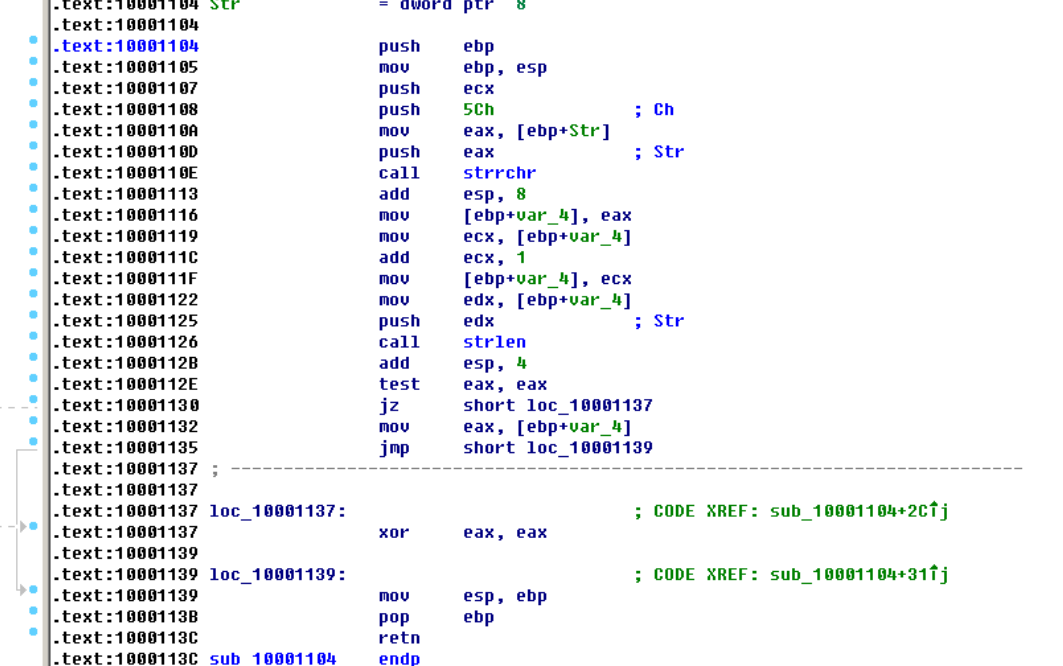 .text:10001104 Str = dword ptr 8
.text:10001104
.text:10001104 push ebp
.text:10001105 mov ebp, esp
.text:10001107 push ecx
.text:10001108 push 5Ch ; Ch
.text:1000110A mov eax, [ebp+Str]
.text:1000110D push eax ; Str
.text:1000110E call strrchr
.text:10001113 add esp, 8
.text:10001116 mov [ebp+var_4], eax
.text:10001119 mov ecx, [ebp+var_4]
.text:1000111C add ecx, 1
.text:1000111F mov [ebp+var_4], ecx
.text:10001122 mov edx, [ebp+var_4]
.text:10001125 push edx ; Str
.text:10001126 call strlen
.text:1000112B add esp, 4
.text:1000112E test eax, eax
.text:10001130 jz short loc_10001137
.text:10001132 mov eax, [ebp+var_4]
.text:10001135 jmp short loc_10001139
.text:10001137 ; ---------------------------------------------------------------------------
.text:10001137
.text:10001137 loc_10001137: ; CODE XREF: sub_10001104+2C↑j
.text:10001137 xor eax, eax
.text:10001139
.text:10001139 loc_10001139: ; CODE XREF: sub_10001104+31↑j
.text:10001139 mov esp, ebp
.text:1000113B pop ebp
.text:1000113C retn
.text:1000113C sub_10001104 endp